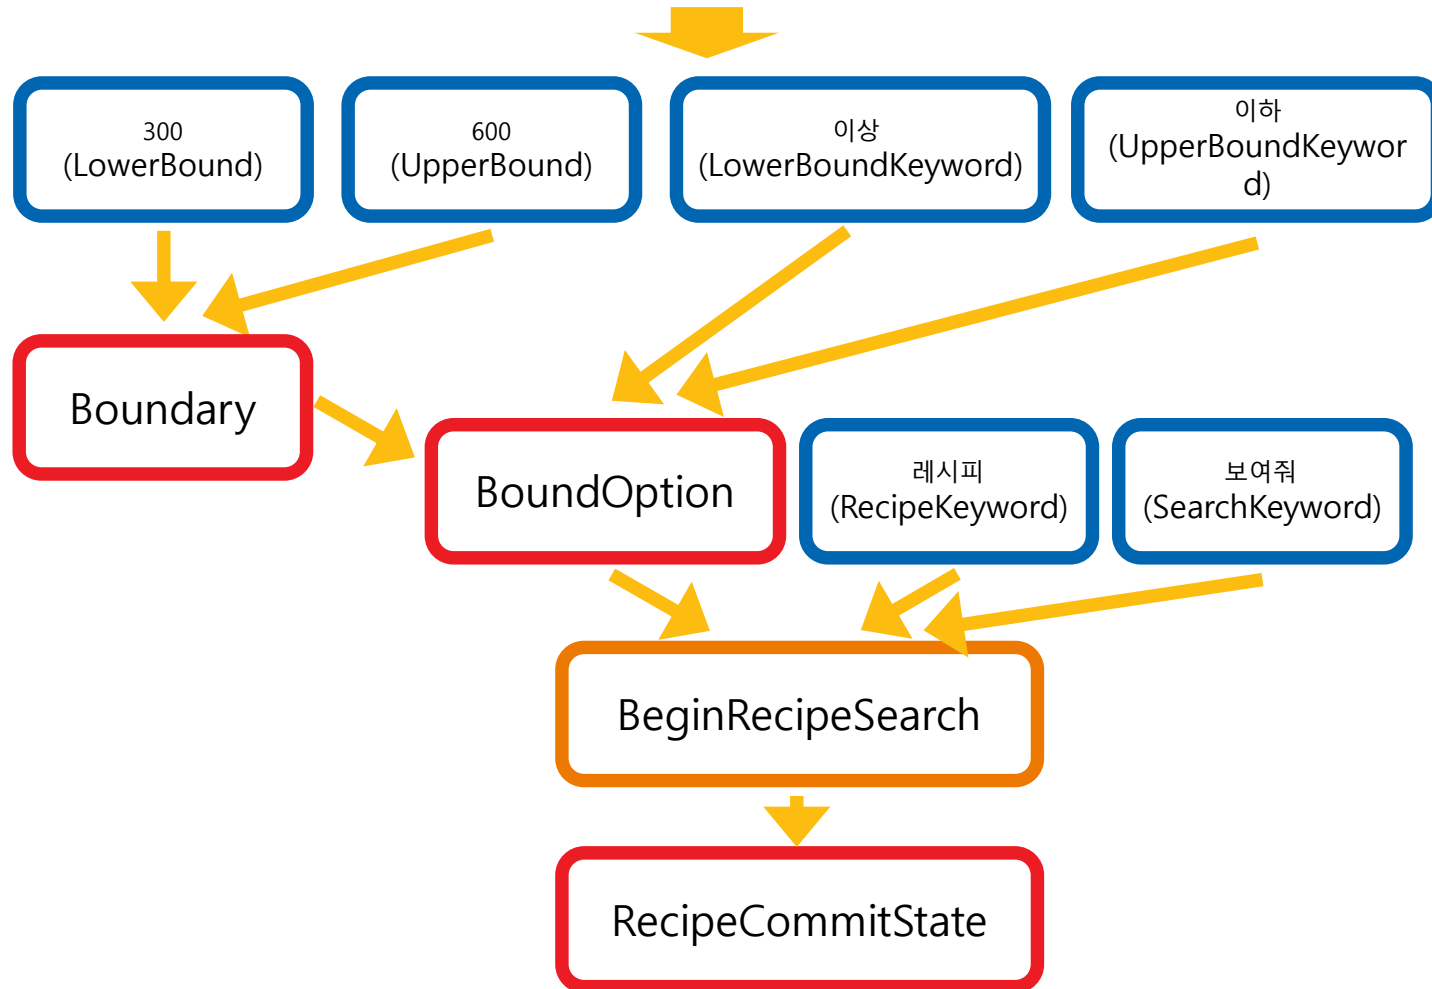 300
(LowerBound)
600
(UpperBound)
이상
(LowerBoundKeyword)
이하
(UpperBoundKeywor
d)
Boundary
BoundOption
레시피
(RecipeKeyword)
보여줘
(SearchKeyword)
BeginRecipeSearch
RecipeCommitState